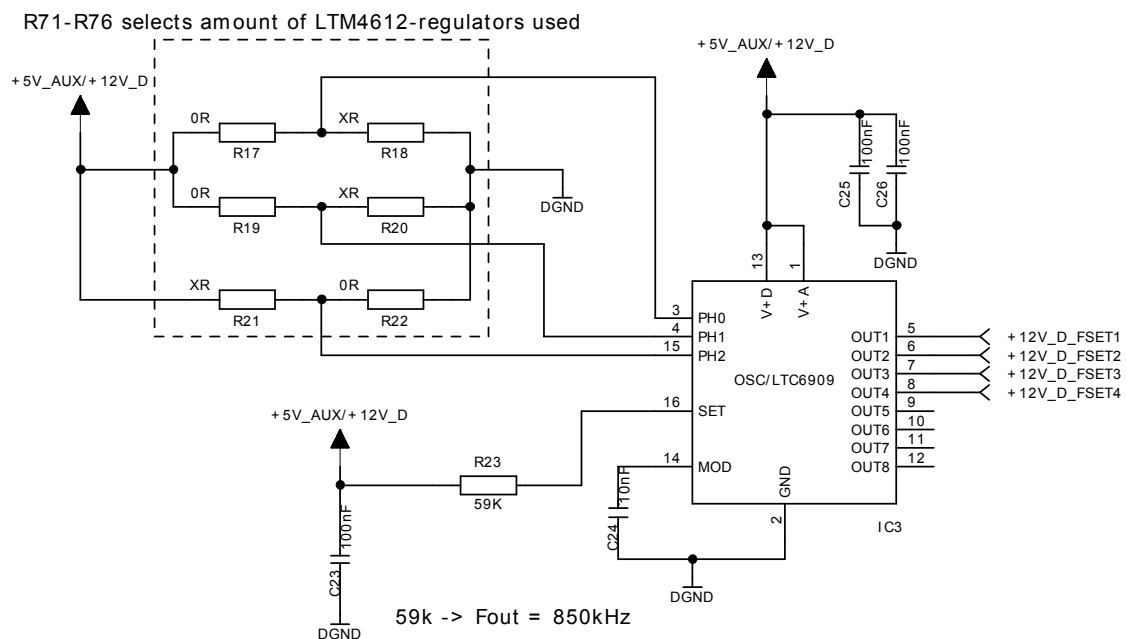 R71-R76 selects amount of LTM4612-regulators used
+5V_AUX/+12V_D
+5V_AUX/+12V_D
0R
XR
R17
R18
0R
XR
R19
R20
DGND
XR
0R
R21
R22
C25
100nF
C26
100nF
DGND
13
1
V+D
V+A
3
PH0
4
PH1
15
PH2
16
SET
14
MOD
OSC/LTC6909
GND
2
OUT1
5
+12V_D_FSET1
OUT2
6
+12V_D_FSET2
OUT3
7
+12V_D_FSET3
OUT4
8
+12V_D_FSET4
OUT5
9
OUT6
10
OUT7
11
OUT8
12
IC3
+5V_AUX/+12V_D
R23
59K
C23
100nF
DGND
C24
10nF
DGND
59k -> Fout = 850kHz